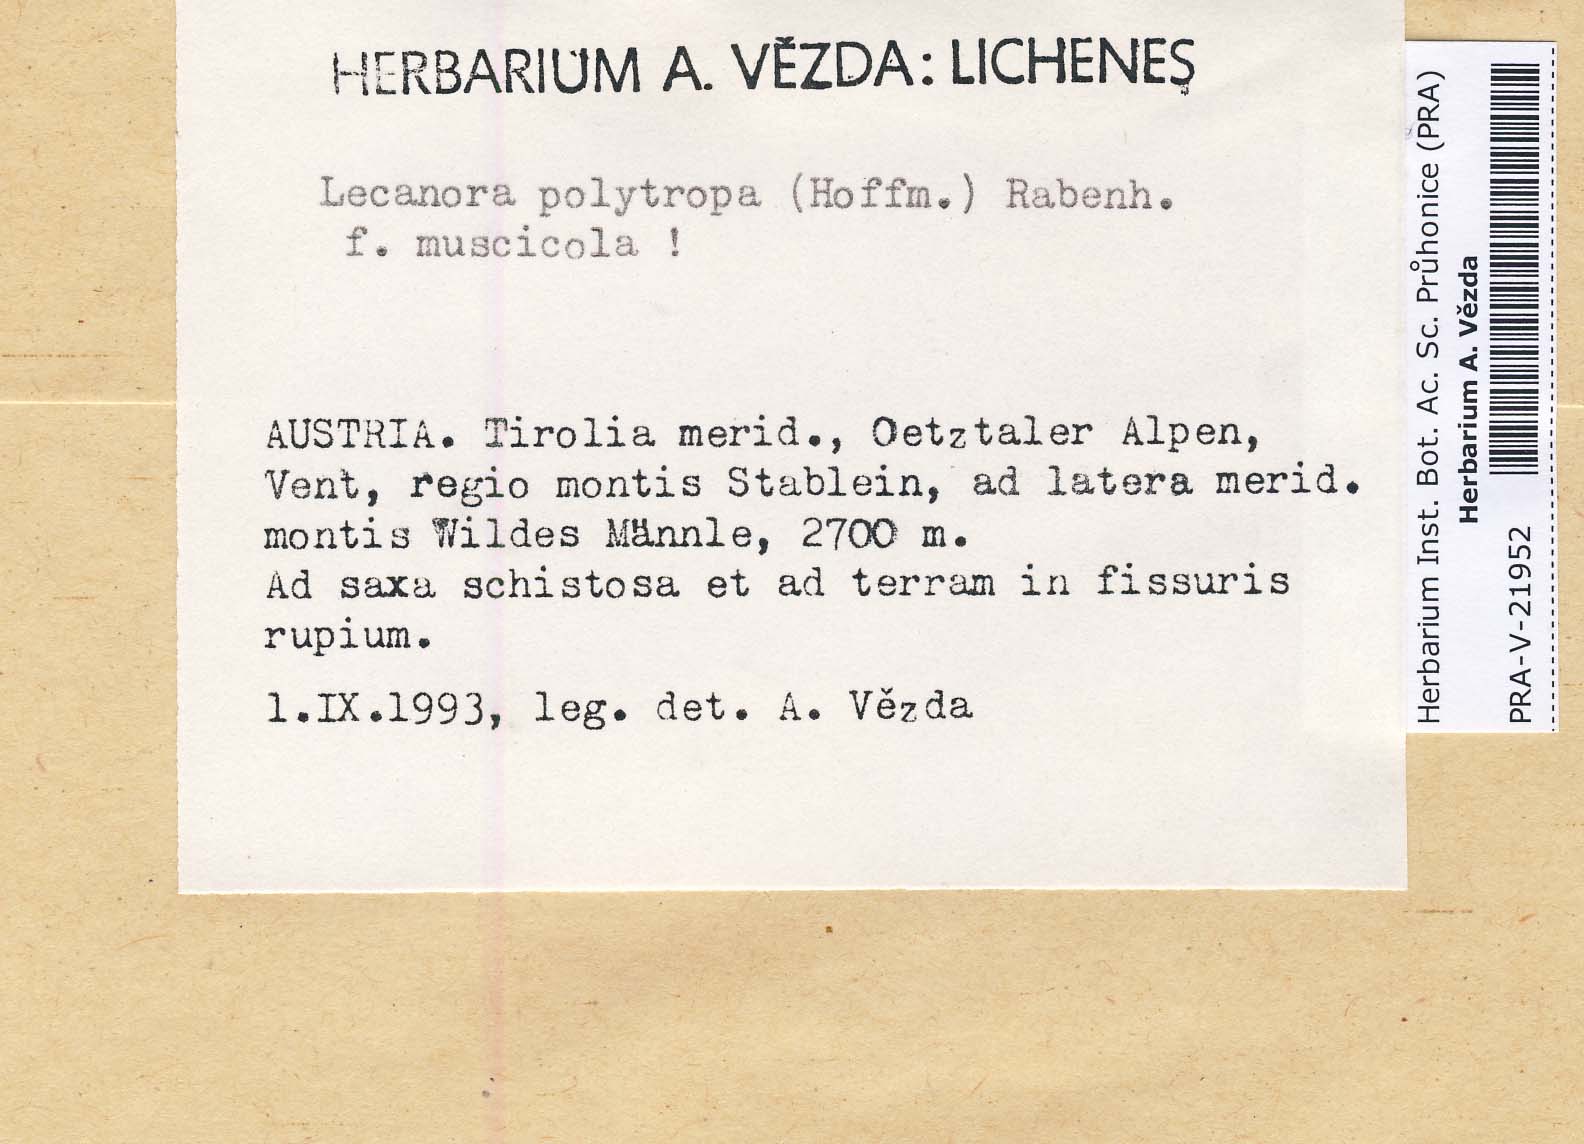 HERBARIUM A. VĚZDA: LICHENES
Lecanora polytropa (Hoffm.) Rabenh.
f. muscicola !
AUSTRIA. Tirolia merid., Oetztaler Alpen,
Vent, regio montis Stablein, ad latera merid.
montis Wildes Männle, 2700 m.
Ad saxa schistosa et ad terram in fissuris
rupium.
1.IX.1993, leg. det. A. Vězda
Herbarium Inst. Bot. Ac. Sc. Průhonice (PRA)
Herbarium A. Vězda
PRA-V-21952